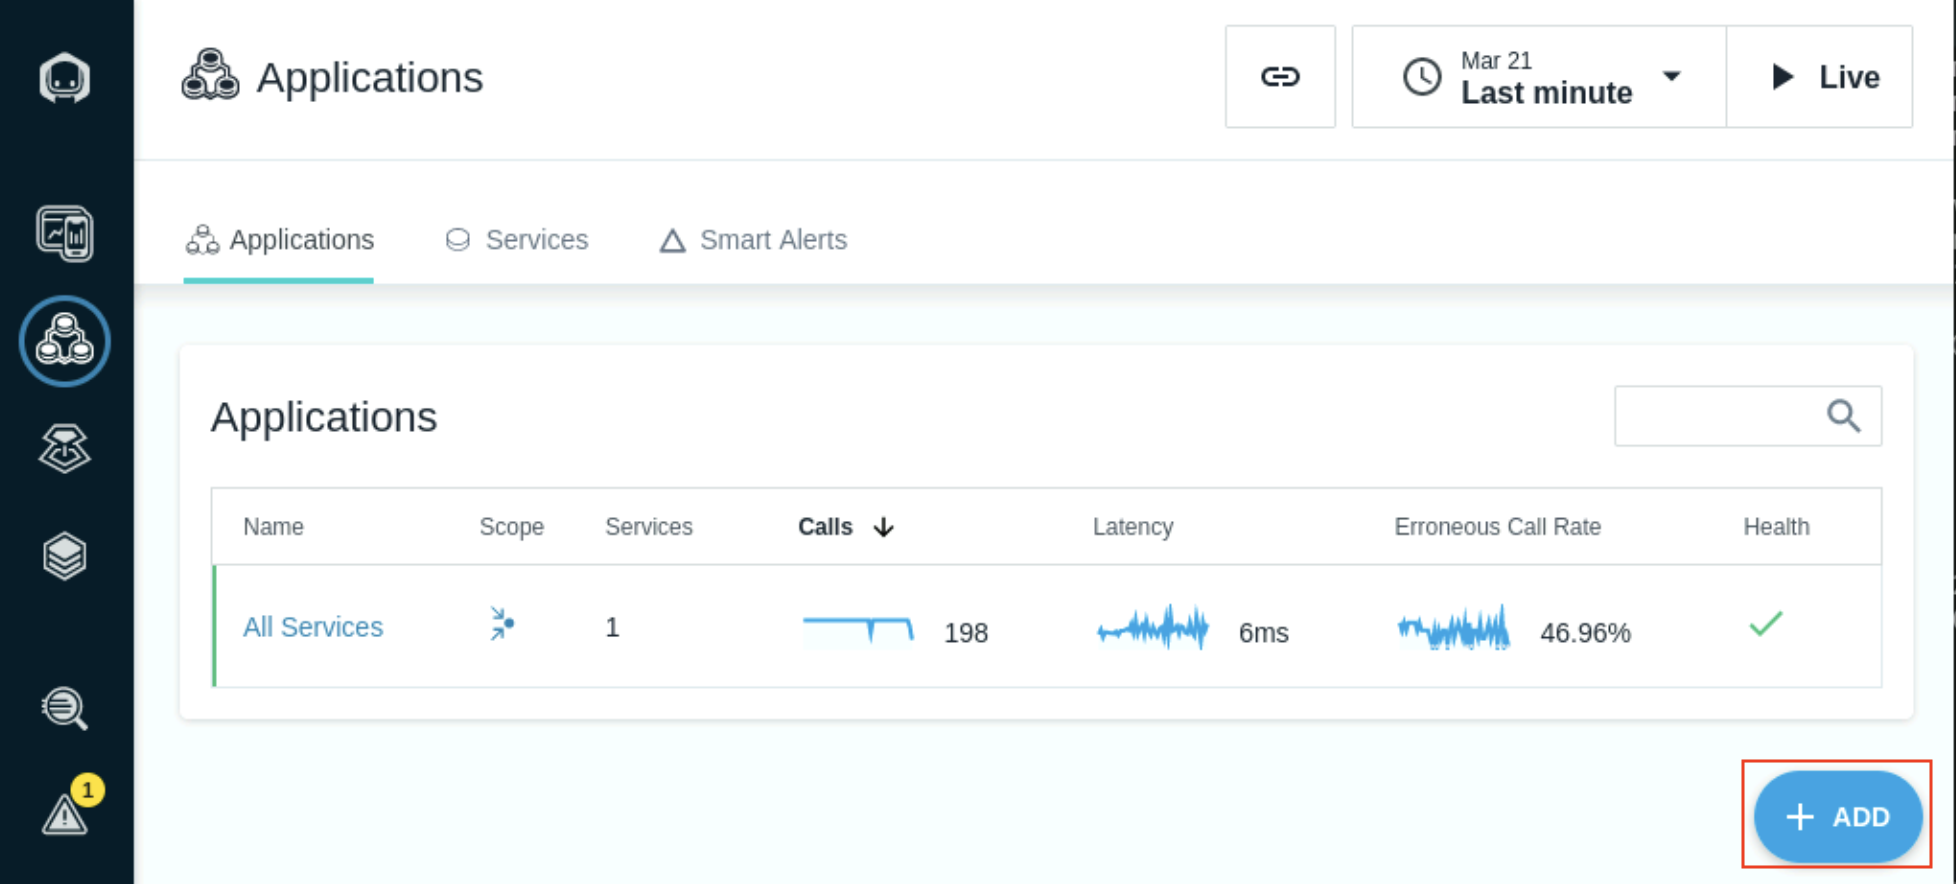 Applications
Mar 21
Last minute
Live
Applications
Services
Smart Alerts
Applications
Name Scope Services Calls Latency Erroneous Call Rate Health
All Services 1 198 6ms 46.96%
1
+ ADD